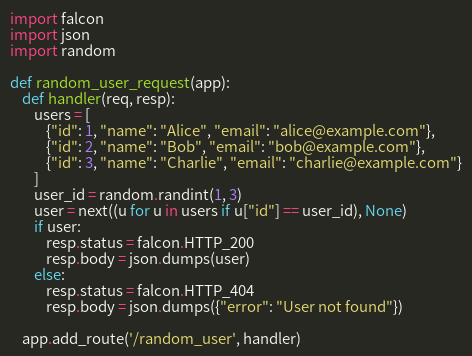 import falcon
import json
import random

def random_user_request(app):
    def handler(req, resp):
        users = [
            {"id": 1, "name": "Alice", "email": "alice@example.com"},
            {"id": 2, "name": "Bob", "email": "bob@example.com"},
            {"id": 3, "name": "Charlie", "email": "charlie@example.com"}
        ]
        user_id = random.randint(1, 3)
        user = next((u for u in users if u["id"] == user_id), None)
        if user:
            resp.status = falcon.HTTP_200
            resp.body = json.dumps(user)
        else:
            resp.status = falcon.HTTP_404
            resp.body = json.dumps({"error": "User not found"})

    app.add_route('/random_user', handler)